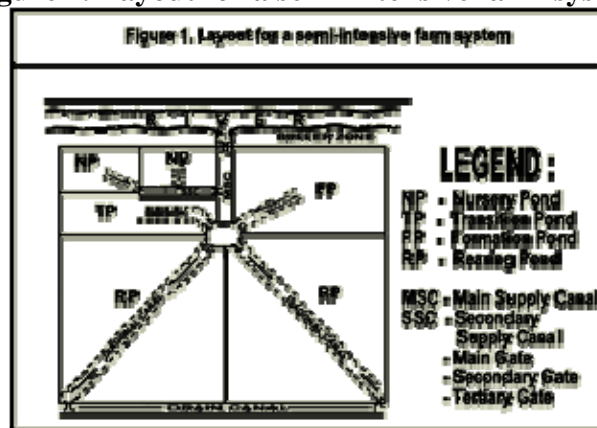 Figure 1. Layout for a semi-intensive farm system
NP
NP
TP
FP
RP
RP
DRAIN CANAL
LEGEND:
NP - Nursery Pond
TP - Transition Pond
FP - Formation Pond
RP - Rearing Pond
MSC - Main Supply Canal
SSC - Secondary
Supply Canal
- Main Gate
- Secondary Gate
- Tertiary Gate